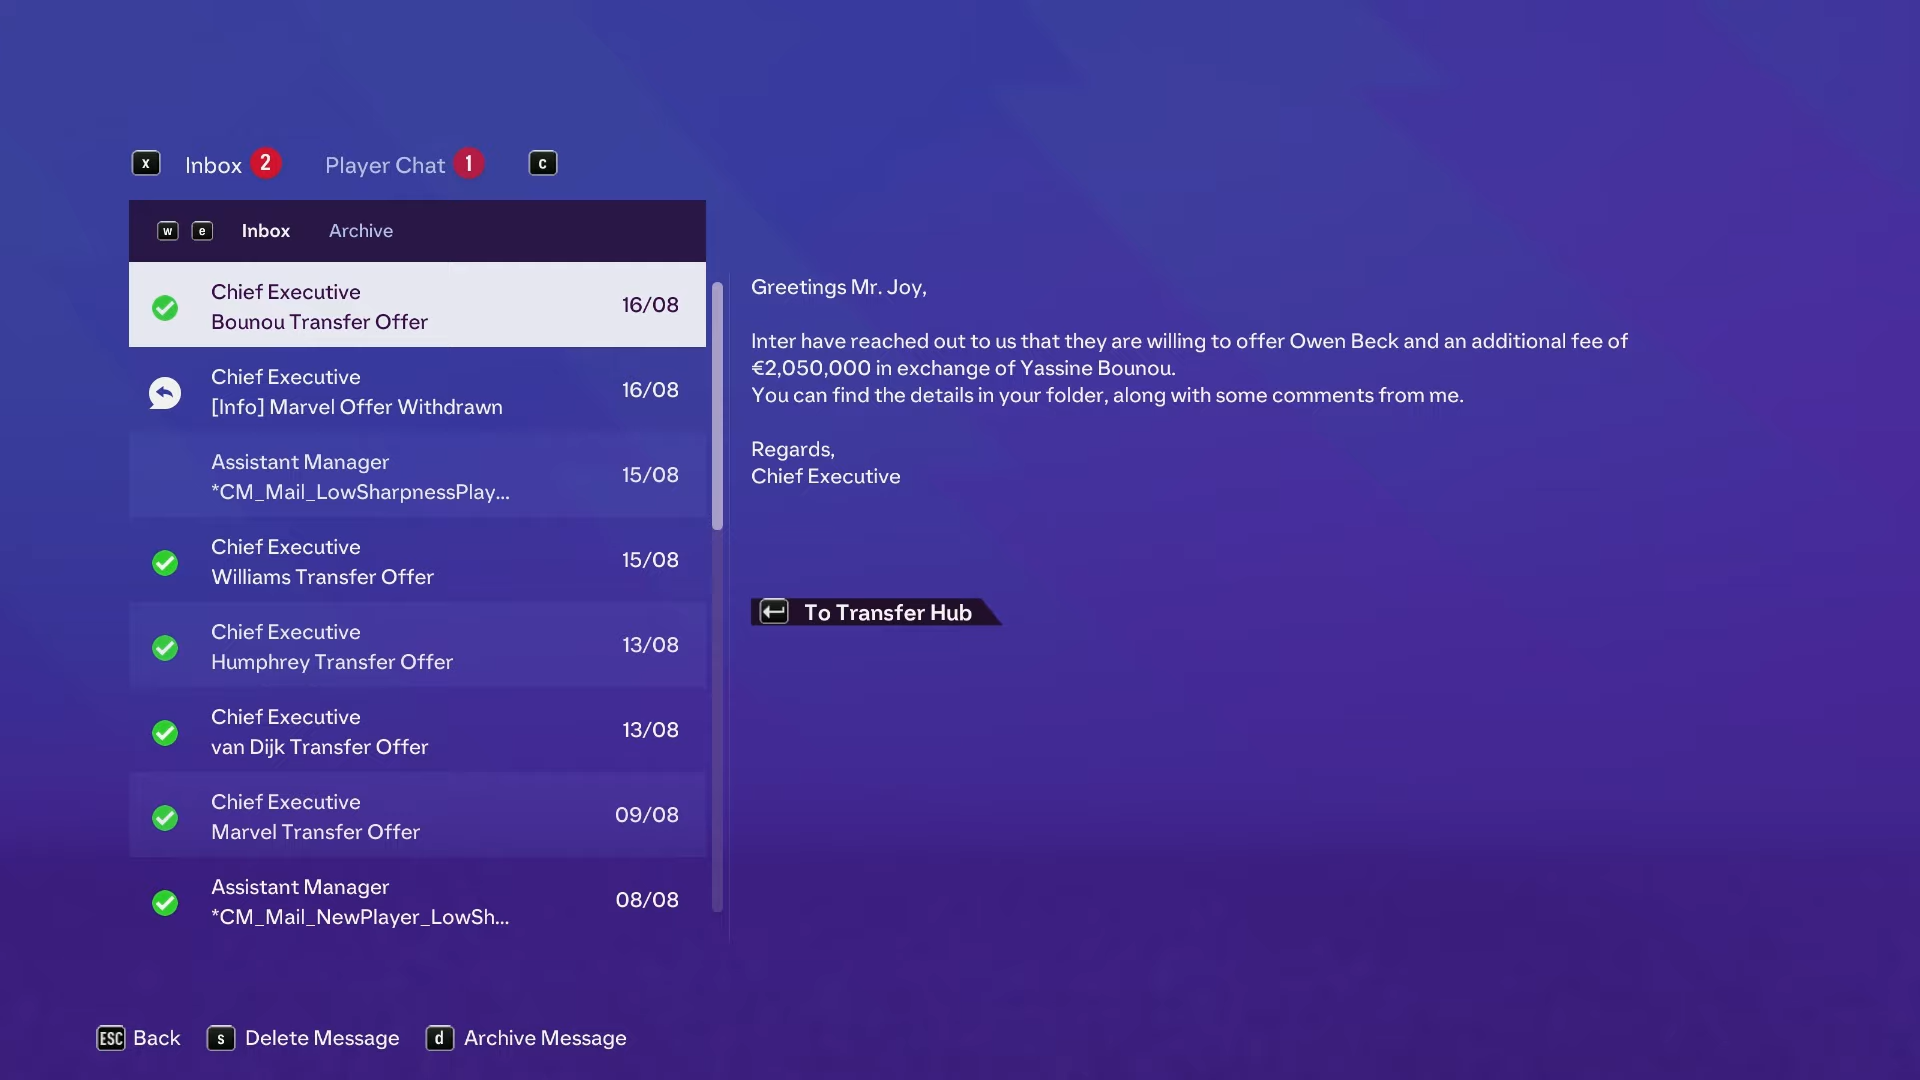 x Inbox 2 Player Chat 1 c
w e Inbox Archive
Chief Executive
Bounou Transfer Offer
16/08
Chief Executive
[Info] Marvel Offer Withdrawn
16/08
Assistant Manager
*CM_Mail_LowSharpnessPlay...
15/08
Chief Executive
Williams Transfer Offer
15/08
Chief Executive
Humphrey Transfer Offer
13/08
Chief Executive
van Dijk Transfer Offer
13/08
Chief Executive
Marvel Transfer Offer
09/08
Assistant Manager
*CM_Mail_NewPlayer_LowSh...
08/08
Greetings Mr. Joy,
Inter have reached out to us that they are willing to offer Owen Beck and an additional fee of
€2,050,000 in exchange of Yassine Bounou.
You can find the details in your folder, along with some comments from me.
Regards,
Chief Executive
To Transfer Hub
ESC Back s Delete Message d Archive Message